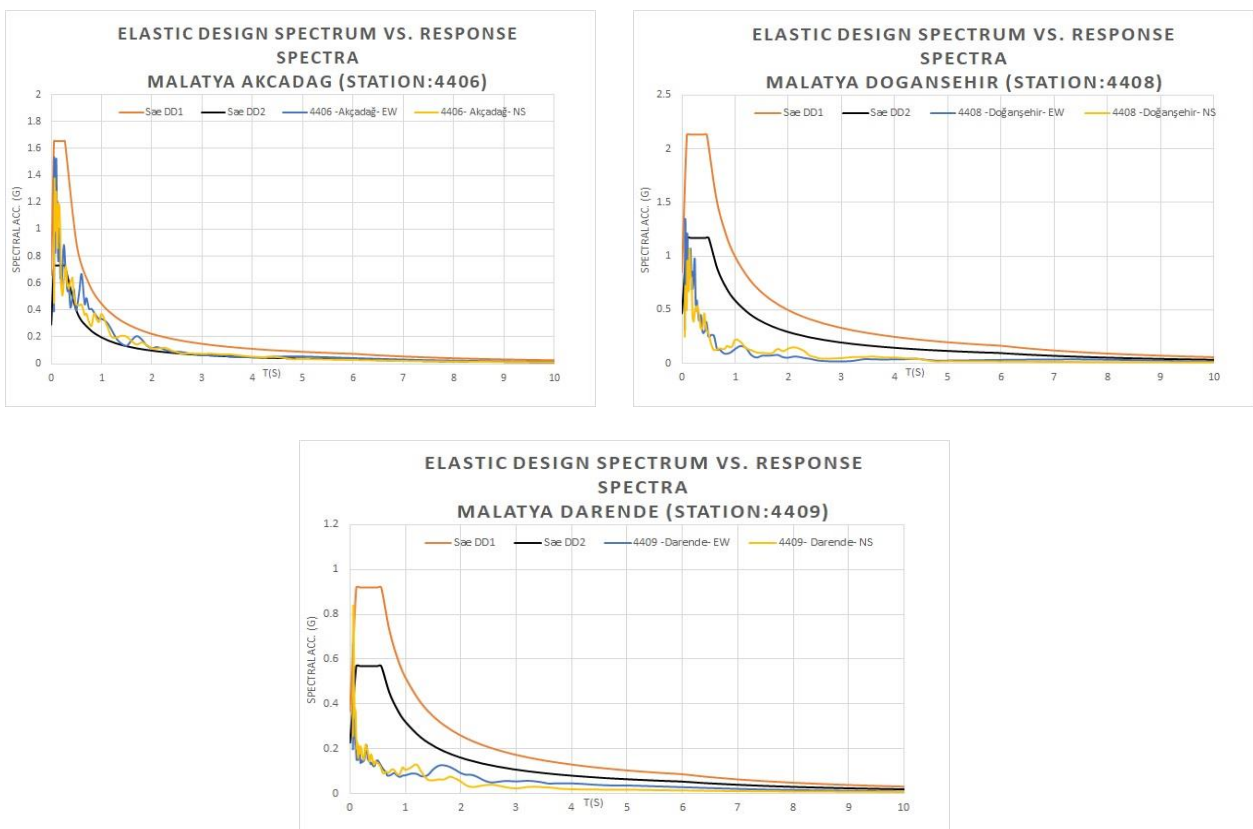 ELASTIC DESIGN SPECTRUM VS. RESPONSE
SPECTRA
MALATYA AKCADAG (STATION:4406)
Sae DD1 Sae DD2 4406 -Akçadağ- EW 4406- Akçadağ- NS
SPECTRAL ACC. (G)
2
1.8
1.6
1.4
1.2
1
0.8
0.6
0.4
0.2
0
0 1 2 3 4 5 6 7 8 9 10
T(S)
ELASTIC DESIGN SPECTRUM VS. RESPONSE
SPECTRA
MALATYA DOGANSEHIR (STATION:4408)
Sae DD1 Sae DD2 4408 -Doğanşehir- EW 4408 -Doğanşehir- NS
SPECTRAL ACC. (G)
2.5
2
1.5
1
0.5
0
0 1 2 3 4 5 6 7 8 9 10
T(S)
ELASTIC DESIGN SPECTRUM VS. RESPONSE
SPECTRA
MALATYA DARENDE (STATION:4409)
Sae DD1 Sae DD2 4409 -Darende- EW 4409- Darende- NS
SPECTRAL ACC. (G)
1.2
1
0.8
0.6
0.4
0.2
0
0 1 2 3 4 5 6 7 8 9 10
T(S)